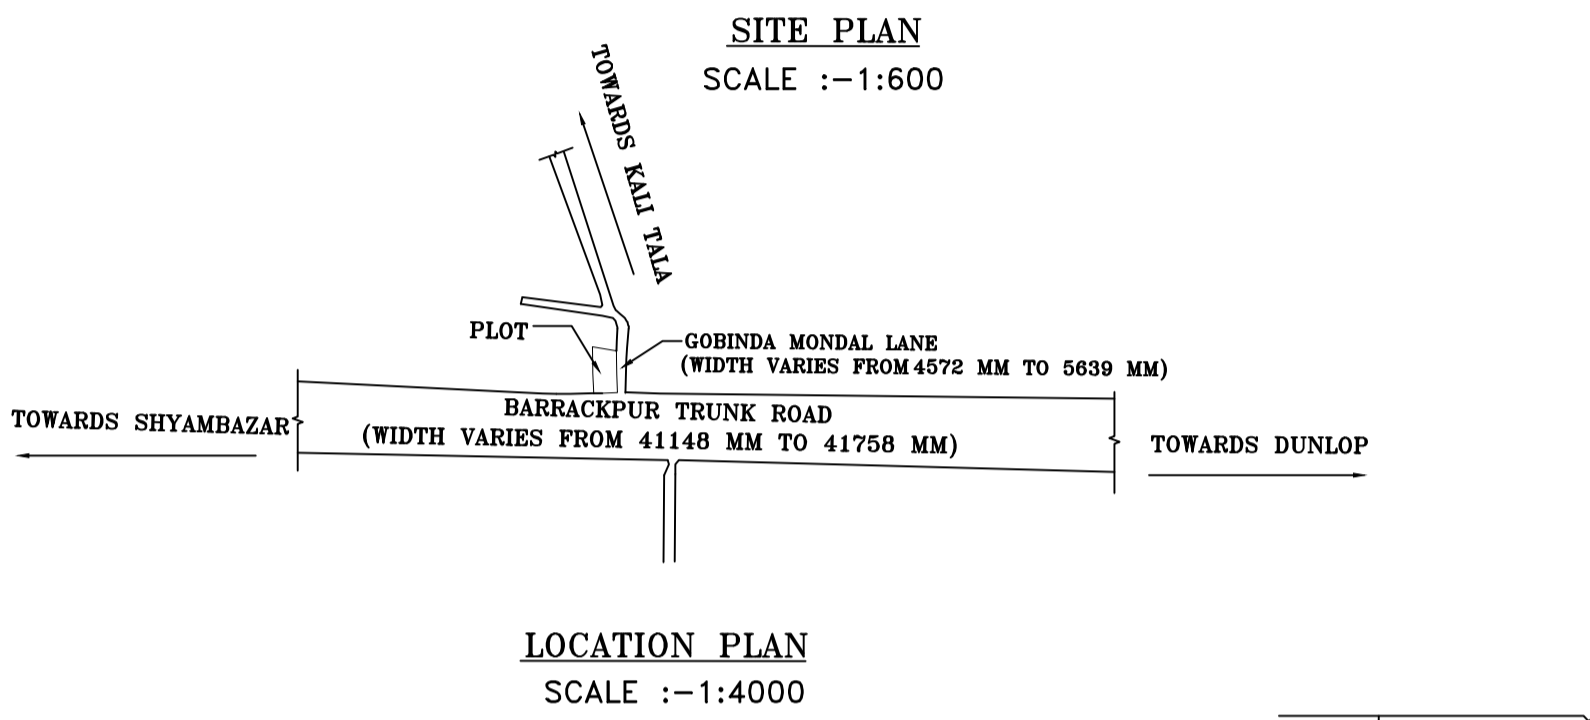 SITE PLAN
SCALE :-1:600
TOWARDS KALI TALA
PLOT
GOBINDA MONDAL LANE
(WIDTH VARIES FROM 4572 MM TO 5639 MM)
BARRACKPUR TRUNK ROAD
(WIDTH VARIES FROM 41148 MM TO 41758 MM)
TOWARDS SHYAMBAZAR
TOWARDS DUNLOP
LOCATION PLAN
SCALE :-1:4000